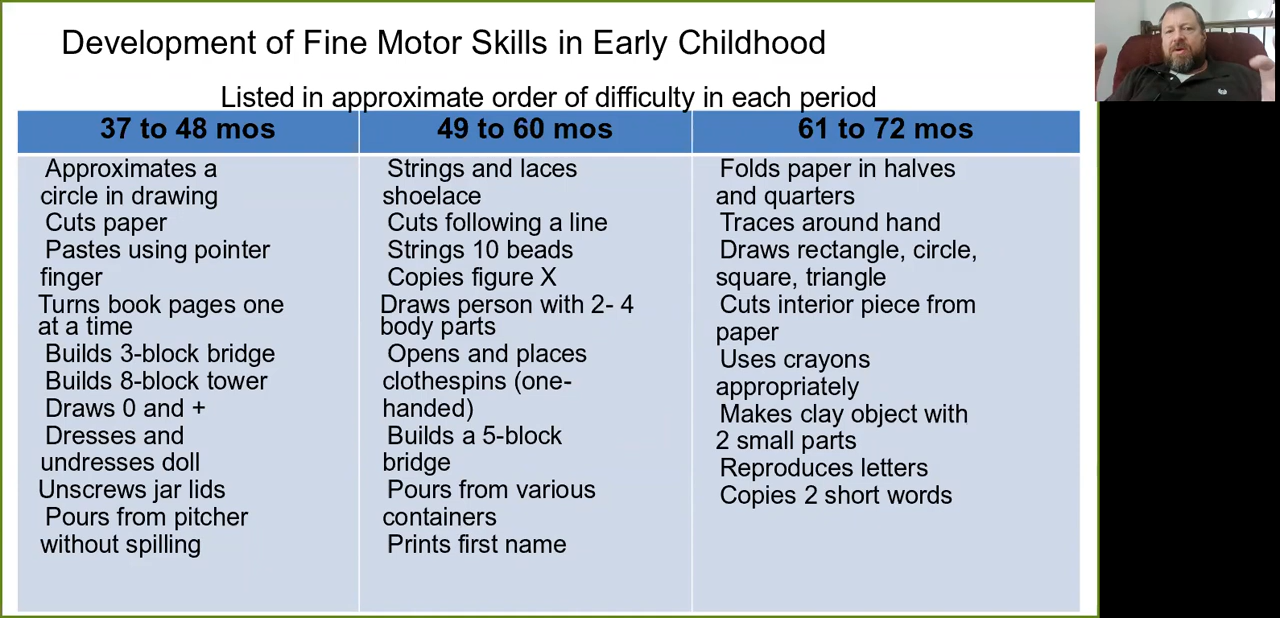 Development of Fine Motor Skills in Early Childhood
Listed in approximate order of difficulty in each period
37 to 48 mos
Approximates a
circle in drawing
Cuts paper
Pastes using pointer
finger
Turns book pages one
at a time
Builds 3-block bridge
Builds 8-block tower
Draws 0 and +
Dresses and
undresses doll
Unscrews jar lids
Pours from pitcher
without spilling
49 to 60 mos
Strings and laces
shoelace
Cuts following a line
Strings 10 beads
Copies figure X
Draws person with 2- 4
body parts
Opens and places
clothespins (one-
handed)
Builds a 5-block
bridge
Pours from various
containers
Prints first name
61 to 72 mos
Folds paper in halves
and quarters
Traces around hand
Draws rectangle, circle,
square, triangle
Cuts interior piece from
paper
Uses crayons
appropriately
Makes clay object with
2 small parts
Reproduces letters
Copies 2 short words